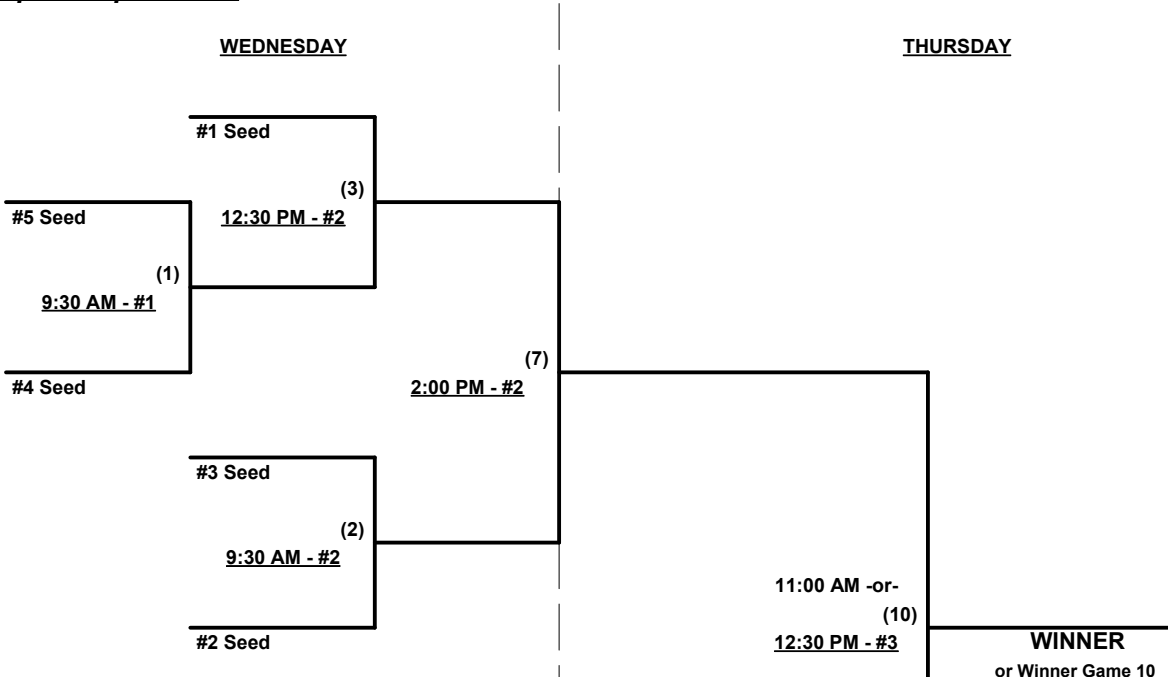 WEDNESDAY
THURSDAY
#1 Seed
(3)
#5 Seed
12:30 PM - #2
(1)
9:30 AM - #1
(7)
#4 Seed
2:00 PM - #2
#3 Seed
(2)
9:30 AM - #2
11:00 AM -or-
(10)
#2 Seed
12:30 PM - #3
WINNER
or Winner Game 10